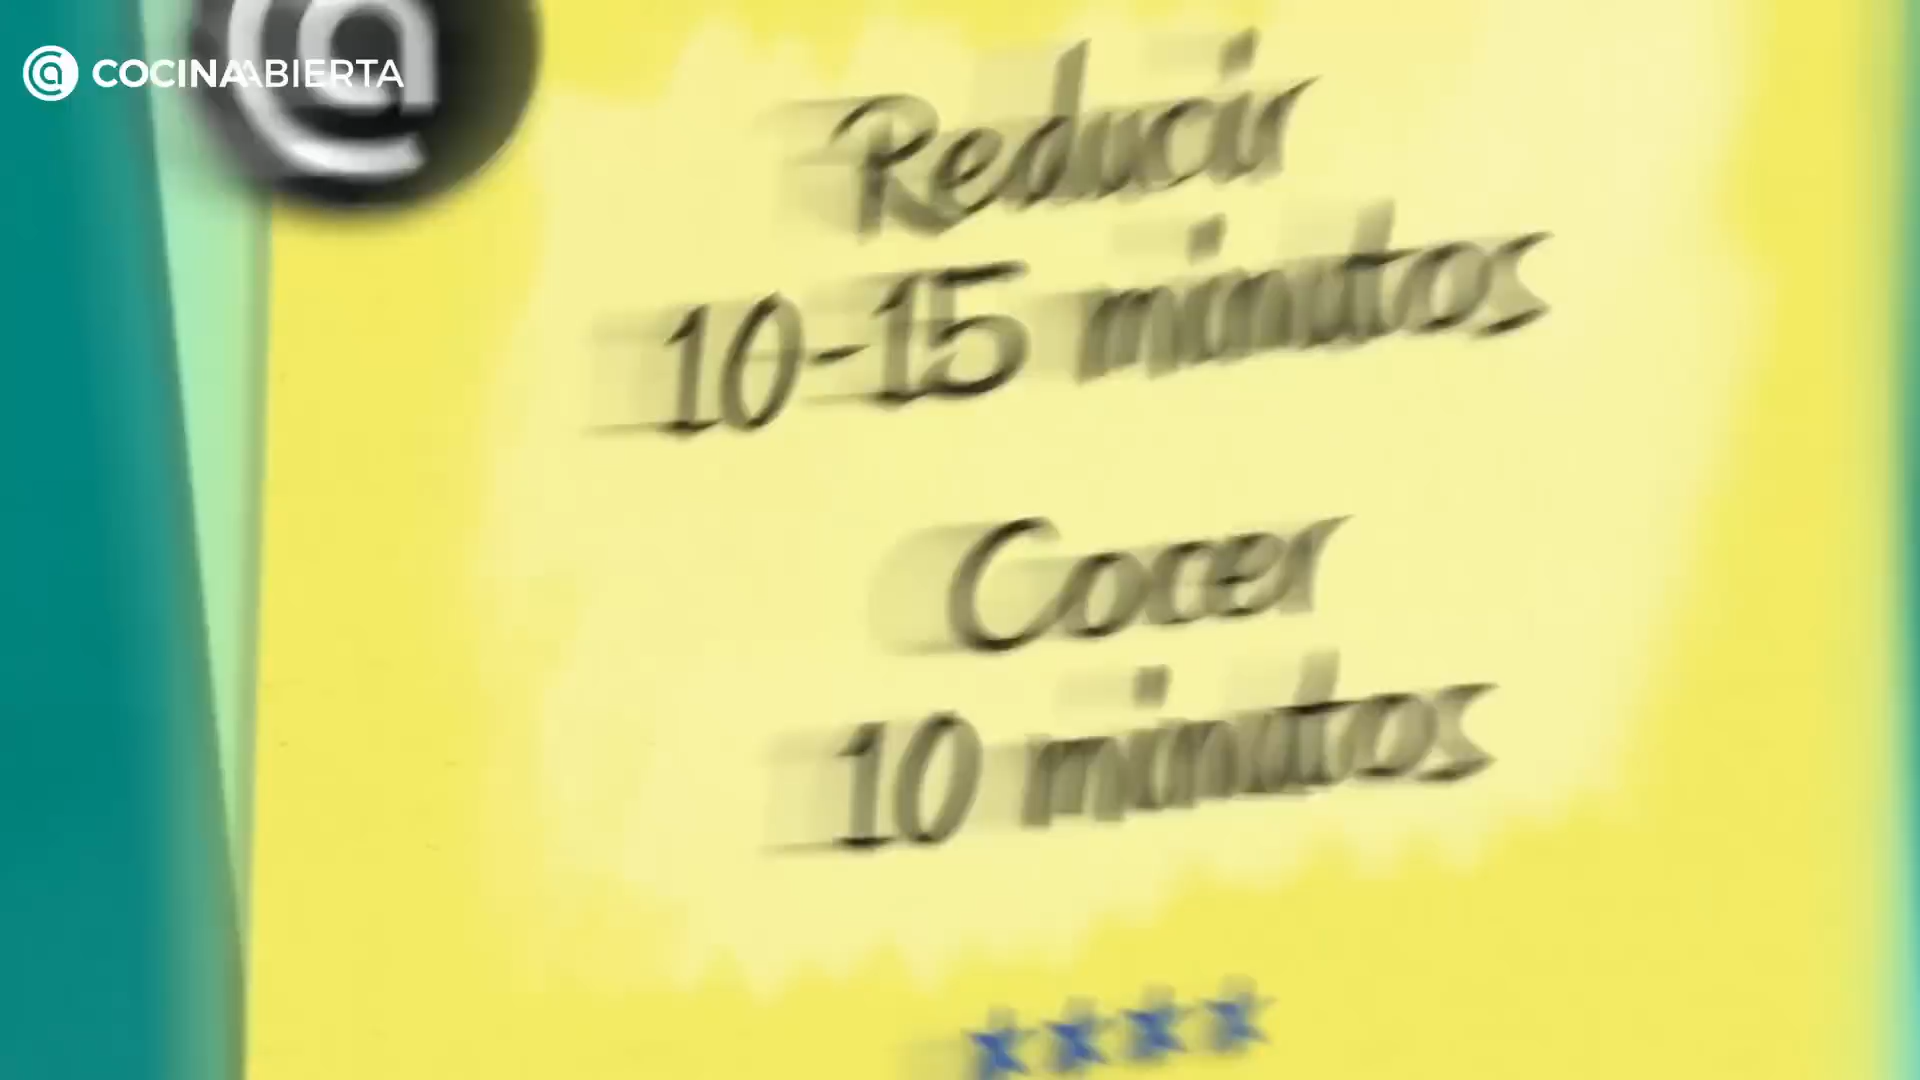 COCINAABIERTA
Reducir
10-15 minutos
Cocer
10 minutos